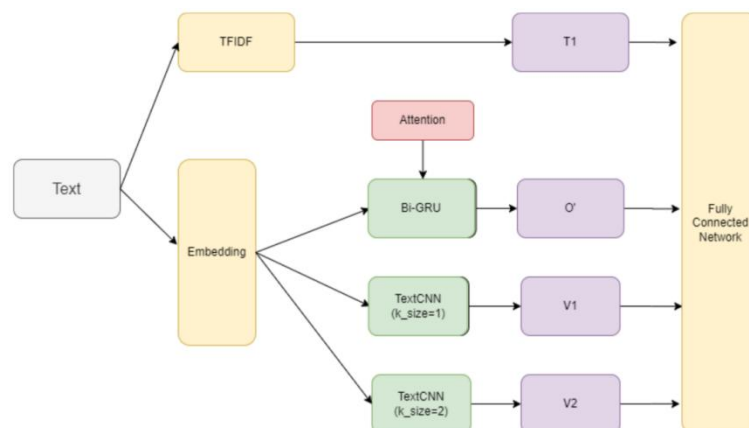 TFIDF
T1
Attention
Text
Bi-GRU
O'
Fully
Connected
Network
Embedding
TextCNN
(k_size=1)
V1
TextCNN
(k_size=2)
V2